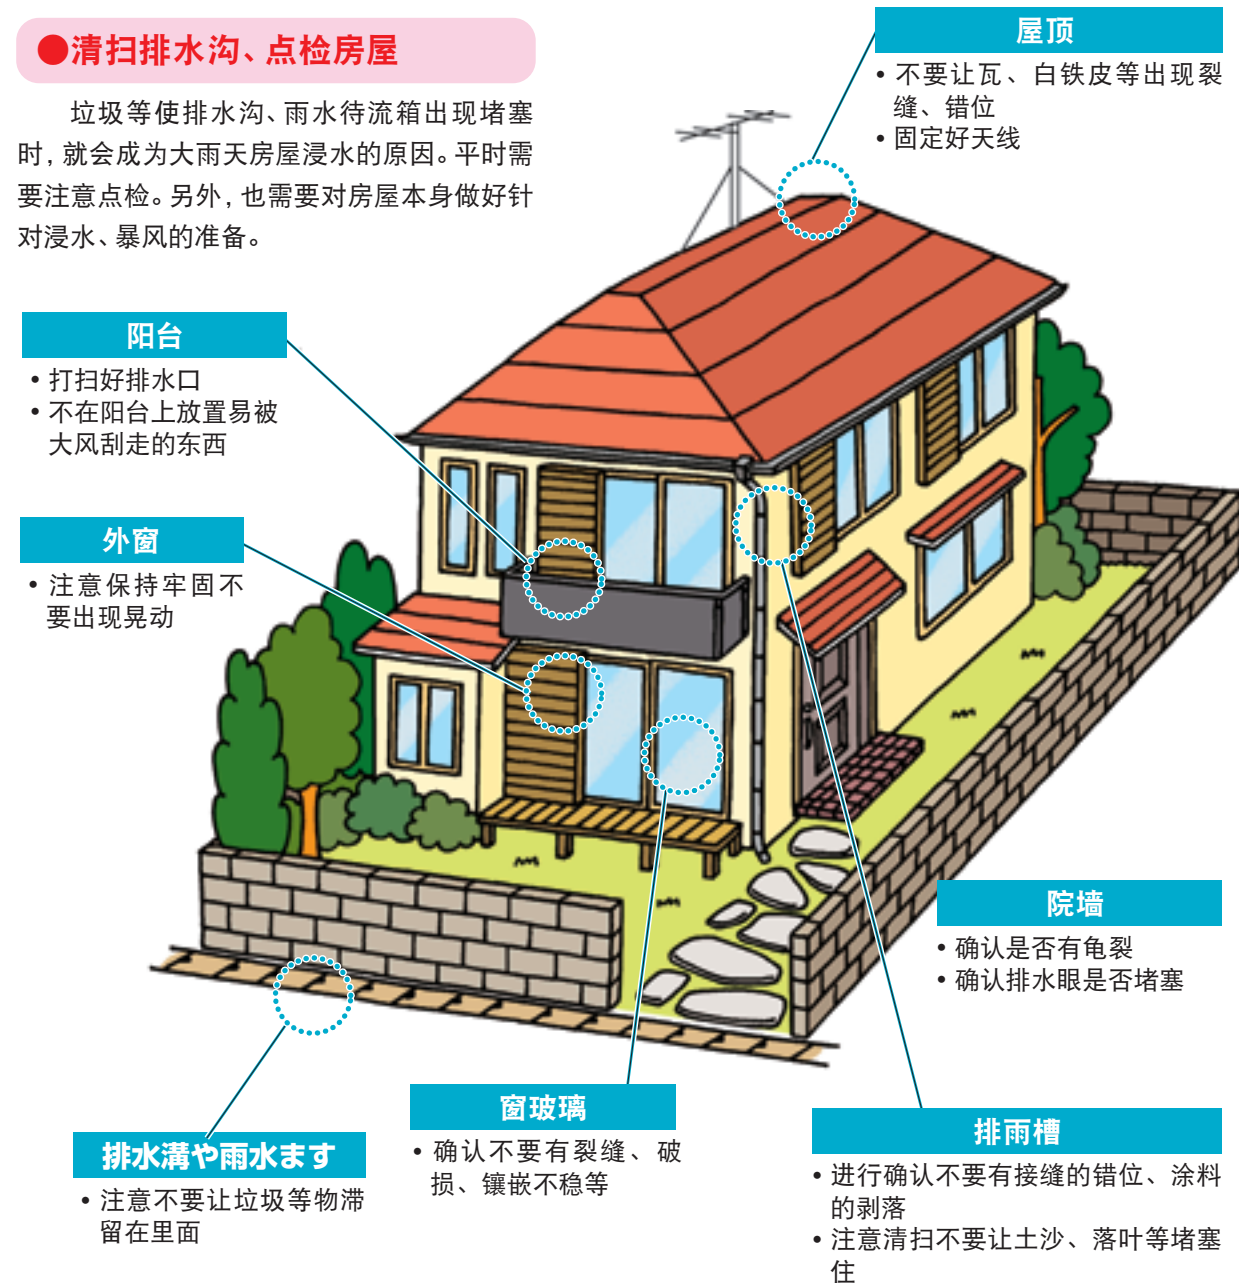 ●清扫排水沟、点检房屋
垃圾等使排水沟、雨水待流箱出现堵塞
时，就会成为大雨天房屋浸水的原因。平时需
要注意点检。另外，也需要对房屋本身做好针
对浸水、暴风的准备。
屋顶
• 不要让瓦、白铁皮等出现裂
缝、错位
• 固定好天线
阳台
• 打扫好排水口
• 不在阳台上放置易被
大风刮走的东西
外窗
• 注意保持牢固不
要出现晃动
院墙
• 确认是否有龟裂
• 确认排水眼是否堵塞
排水溝や雨水ます
• 注意不要让垃圾等物滞
留在里面
窗玻璃
• 确认不要有裂缝、破
损、镶嵌不稳等
排雨槽
• 进行确认不要有接缝的错位、涂料
的剥落
• 注意清扫不要让土沙、落叶等堵塞
住